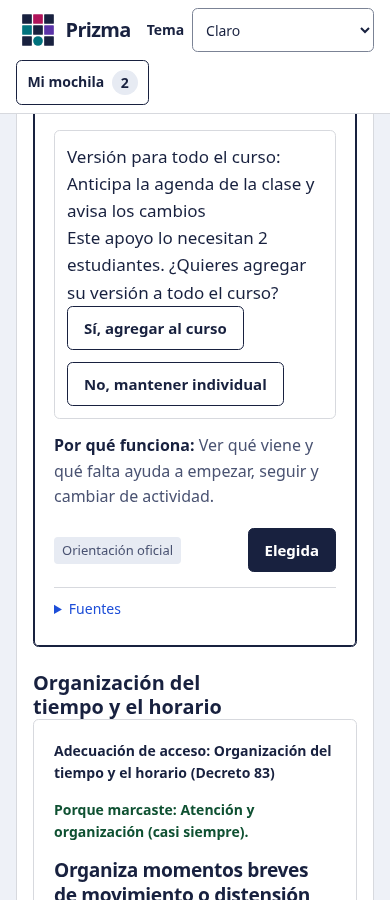 Prizma
Tema
Claro
Mi mochila 2
Versión para todo el curso:
Anticipa la agenda de la clase y
avisa los cambios
Este apoyo lo necesitan 2
estudiantes. ¿Quieres agregar
su versión a todo el curso?
Sí, agregar al curso
No, mantener individual
Por qué funciona: Ver qué viene y
qué falta ayuda a empezar, seguir y
cambiar de actividad.
Orientación oficial
Elegida
Fuentes
Organización del
tiempo y el horario
Adecuación de acceso: Organización del
tiempo y el horario (Decreto 83)
Porque marcaste: Atención y
organización (casi siempre).
Organiza momentos breves
de movimiento o distensión